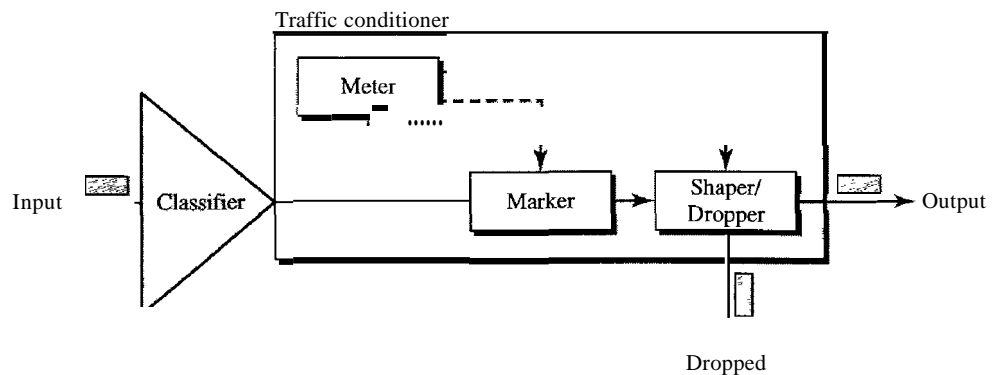 Traffic conditioner
Meter
Input
Classifier
Marker
Shaper/
Dropper
Output
Dropped